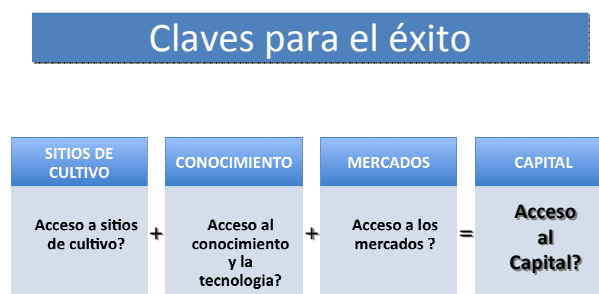 Claves para el éxito
SITIOS DE
CULTIVO
Acceso a sitios
de cultivo?
+
CONOCIMIENTO
Acceso al
conocimiento
y la
tecnologia?
+
MERCADOS
Acceso a los
mercados ?
=
CAPITAL
Acceso
al
Capital?